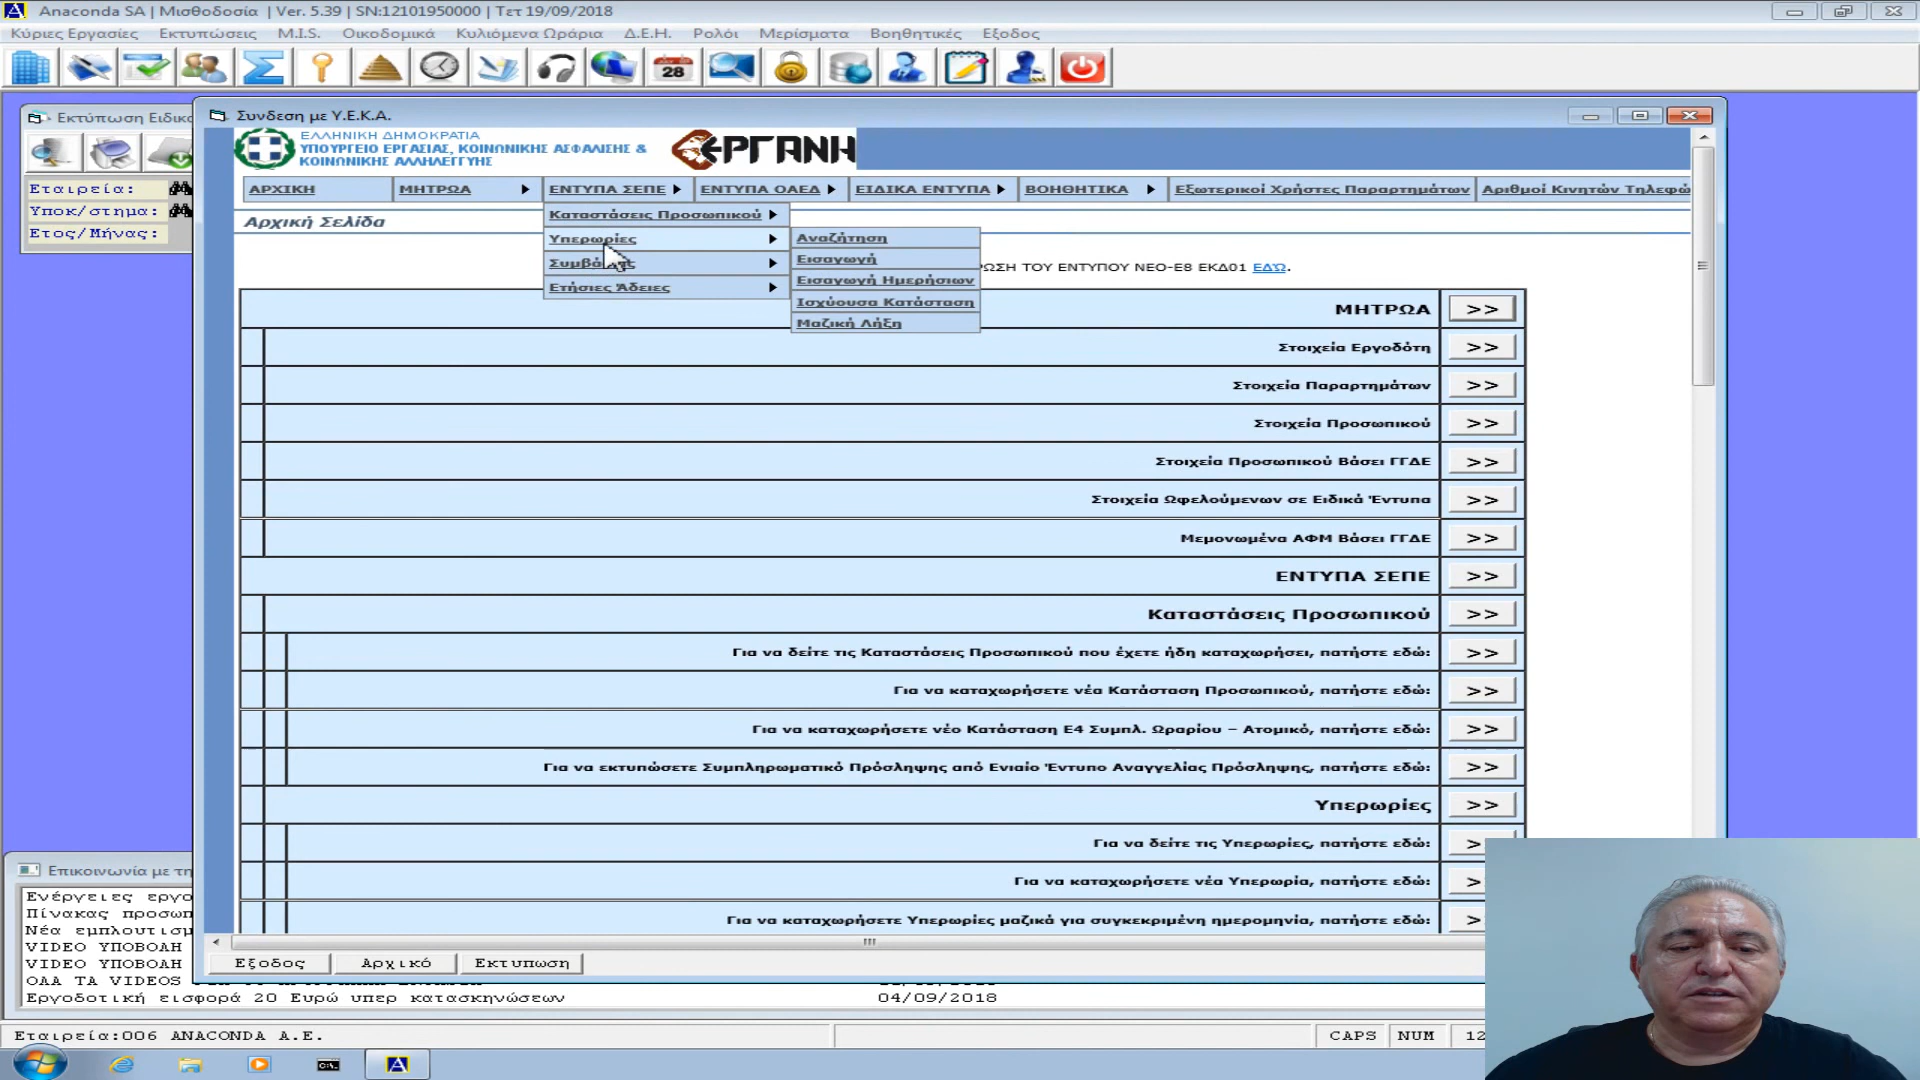 Anaconda SA | Μισθοδοσία | Ver. 5.39 | SN:12101950000 | Τετ 19/09/2018
Κύριες Εργασίες Εκτυπώσεις M.I.S. Οικοδομικά Κυλιόμενα Ωράρια Δ.Ε.Η. Ρολόι Μερίσματα Βοηθητικές Εξοδος
28
Εκτύπωση Ειδικ
Εταιρεία:
Υποκ/στημα:
Ετος/Μήνας:
Συνδεση με Υ.Ε.Κ.Α.
ΕΛΛΗΝΙΚΗ ΔΗΜΟΚΡΑΤΙΑ
ΥΠΟΥΡΓΕΙΟ ΕΡΓΑΣΙΑΣ, ΚΟΙΝΩΝΙΚΗΣ ΑΣΦΑΛΙΣΗΣ &
ΚΟΙΝΩΝΙΚΗΣ ΑΛΛΗΛΕΓΓΥΗΣ
ΕΡΓΑΝΗ
ΑΡΧΙΚΗ ΜΗΤΡΩΑ ΕΝΤΥΠΑ ΣΕΠΕ ΕΝΤΥΠΑ ΟΑΕΔ ΕΙΔΙΚΑ ΕΝΤΥΠΑ ΒΟΗΘΗΤΙΚΑ Εξωτερικοί Χρήστες Παραρτημάτων Αριθμοί Κινητών Τηλεφώ
Αρχική Σελίδα
Καταστάσεις Προσωπικού
Υπερωρίες
Ετήσιες Άδειες
Αναζήτηση
Εισαγωγή
Εισαγωγή Ημερήσιων
Ισχύουσα Κατάσταση
Μαζική Λήξη
ΩΣΗ ΤΟΥ ΕΝΤΥΠΟΥ ΝΕΟ-Ε8 ΕΚΔ01 ΕΔΩ.
ΜΗΤΡΩΑ >>
Στοιχεία Εργοδότη >>
Στοιχεία Παραρτημάτων >>
Στοιχεία Προσωπικού >>
Στοιχεία Προσωπικού Βάσει ΓΓΔΕ >>
Στοιχεία Ωφελούμενων σε Ειδικά Έντυπα >>
Μεμονωμένα ΑΦΜ Βάσει ΓΓΔΕ >>
ΕΝΤΥΠΑ ΣΕΠΕ >>
Καταστάσεις Προσωπικού >>
Για να δείτε τις Καταστάσεις Προσωπικού που έχετε ήδη καταχωρήσει, πατήστε εδώ: >>
Για να καταχωρήσετε νέα Κατάσταση Προσωπικού, πατήστε εδώ: >>
Για να καταχωρήσετε νέο Κατάσταση Ε4 Συμπλ. Ωραρίου – Ατομικό, πατήστε εδώ: >>
Για να εκτυπώσετε Συμπληρωματικό Πρόσληψης από Ενιαίο Έντυπο Αναγγελίας Πρόσληψης, πατήστε εδώ: >>
Υπερωρίες >>
Για να δείτε τις Υπερωρίες, πατήστε εδώ: >
Για να καταχωρήσετε νέα Υπερωρία, πατήστε εδώ: >
Για να καταχωρήσετε Υπερωρίες μαζικά για συγκεκριμένη ημερομηνία, πατήστε εδώ: >
Εξοδος Αρχικό Εκτυπωση
Επικοινωνία με τη
Ενέργειες εργο
Πίνακας προσωπ
Νέα εμπλουτισμ
VIDEO ΥΠΟΒΟΛΗ
VIDEO ΥΠΟΒΟΛΗ
ΟΛΑ ΤΑ VIDEOS
Εργοδοτική εισφορά 20 Ευρώ υπερ κατασκηνώσεων 04/09/2018
Εταιρεία:006 ANACONDA A.E. CAPS NUM 12